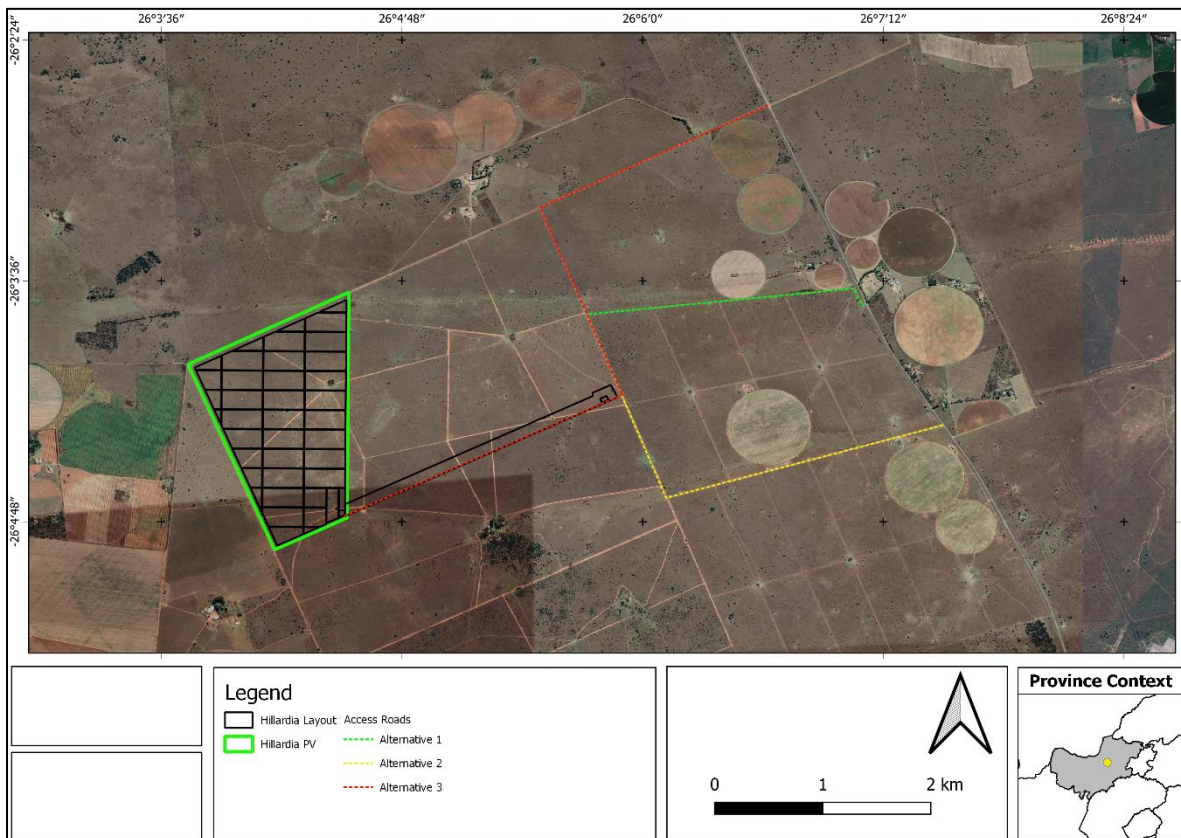 26°3′36″ 26°4′48″ 26°6′0″ 26°7′12″ 26°8′24″
-26°2′24″
-26°3′36″
-26°4′48″
Legend
Hillardia Layout
Hillardia PV
Access Roads
Alternative 1
Alternative 2
Alternative 3
0 1 2 km
Province Context